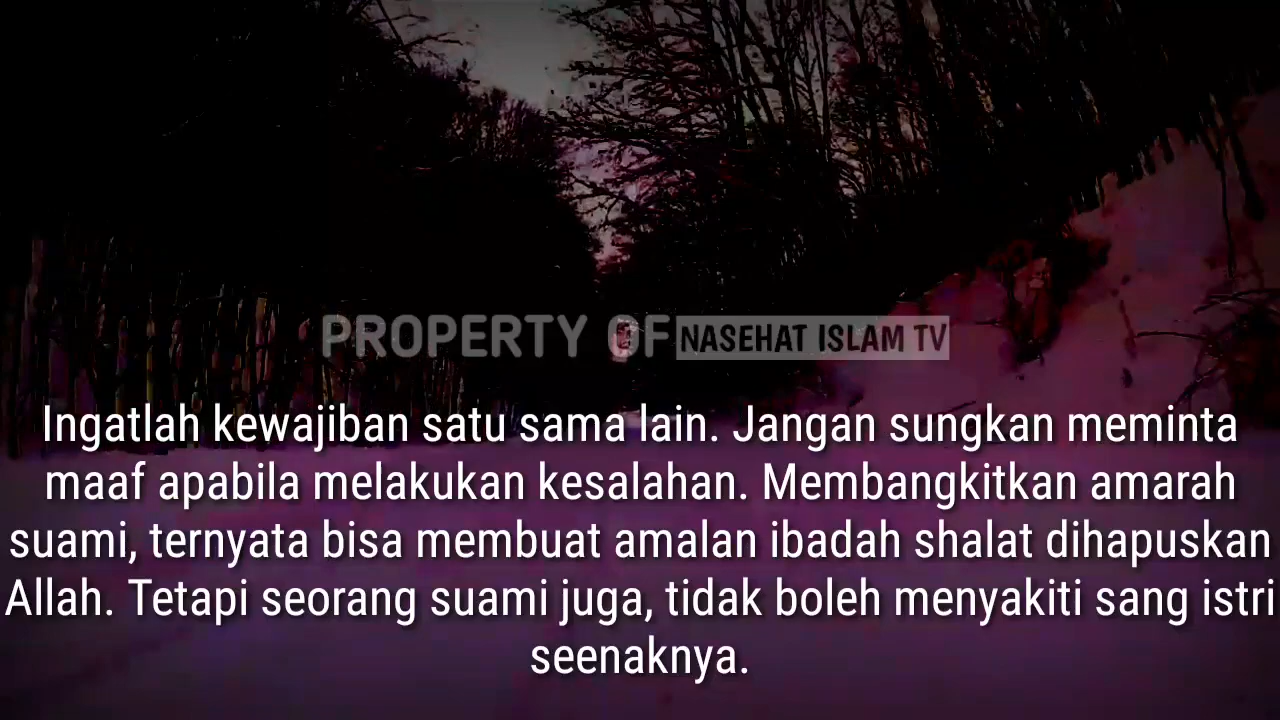 PROPERTY OF NASEHAT ISLAM TV
Ingatlah kewajiban satu sama lain. Jangan sungkan meminta
maaf apabila melakukan kesalahan. Membangkitkan amarah
suami, ternyata bisa membuat amalan ibadah shalat dihapuskan
Allah. Tetapi seorang suami juga, tidak boleh menyakiti sang istri
seenaknya.